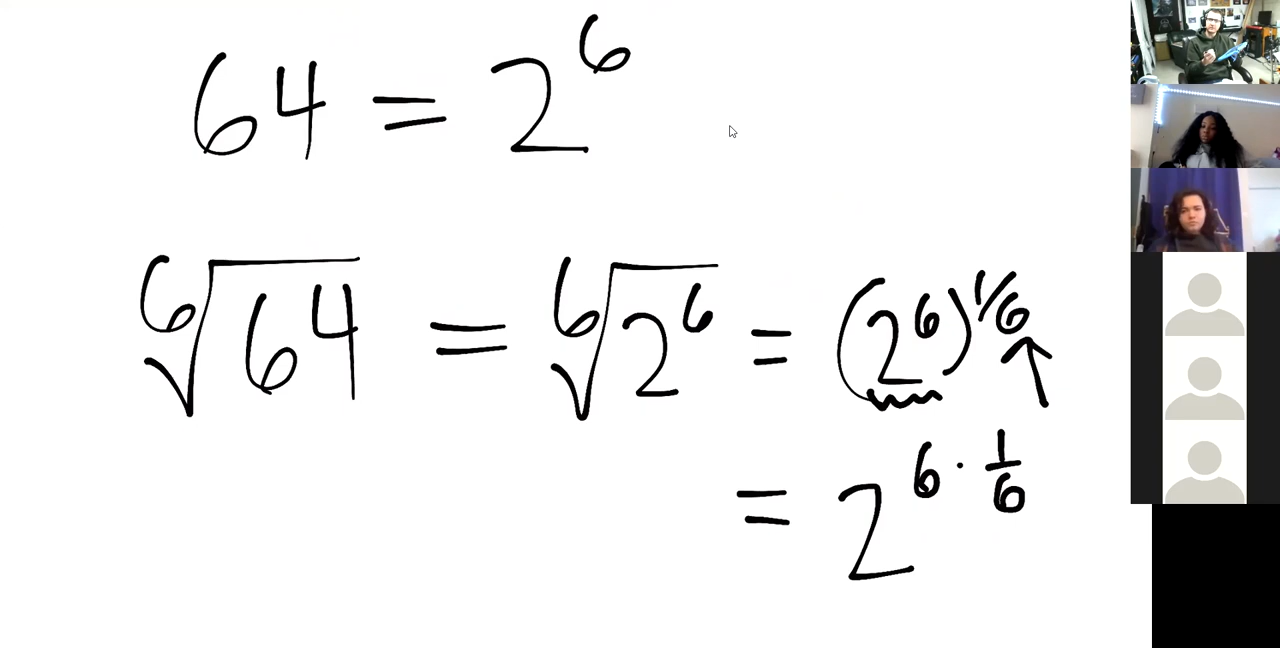 64 = 2⁶
⁶√64 = ⁶√2⁶ = (2⁶)^1/6
= 2^6 · 1/6